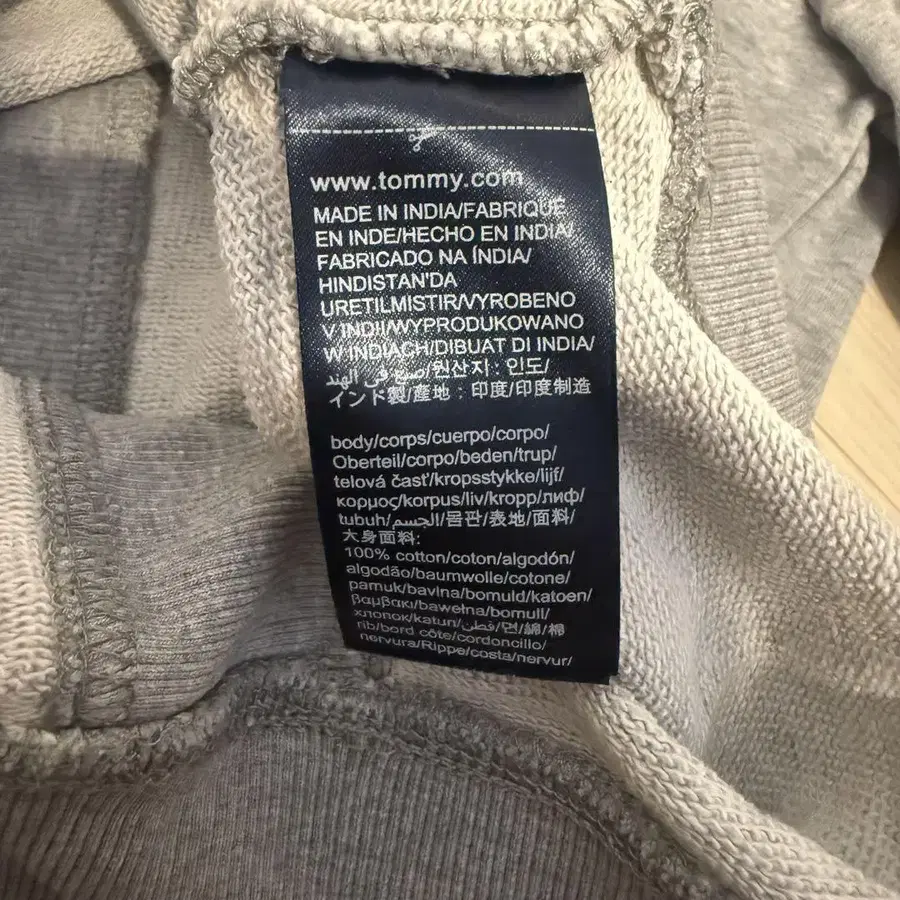 www.tommy.com
MADE IN INDIA/FABRIQUE
EN INDE/HECHO EN INDIA/
FABRICADO NA ÍNDIA/
HINDISTAN'DA
URETILMISTIR/VYROBENO
V INDII/WYPRODUKOWANO
W INDIACH/DIBUAT DI INDIA/
صنع في الهند/원산지 : 인도/
インド製/產地 : 印度/印度制造
body/corps/cuerpo/corpo/
Oberteil/corpo/beden/trup/
telová časť/kropsstykke/lijf/
κορμος/korpus/liv/kropp/лиф/
tubuh/الجسم/몸판/表地/面料/
大身面料:
100% cotton/coton/algodón/
algodão/baumwolle/cotone/
pamuk/bavlna/bomuld/katoen/
βαμβακι/bawełna/bomull/
хлопок/katun/قطن/면/綿/棉
rib/bord côte/cordoncillo/
nervura/Rippe/costa/nervur/